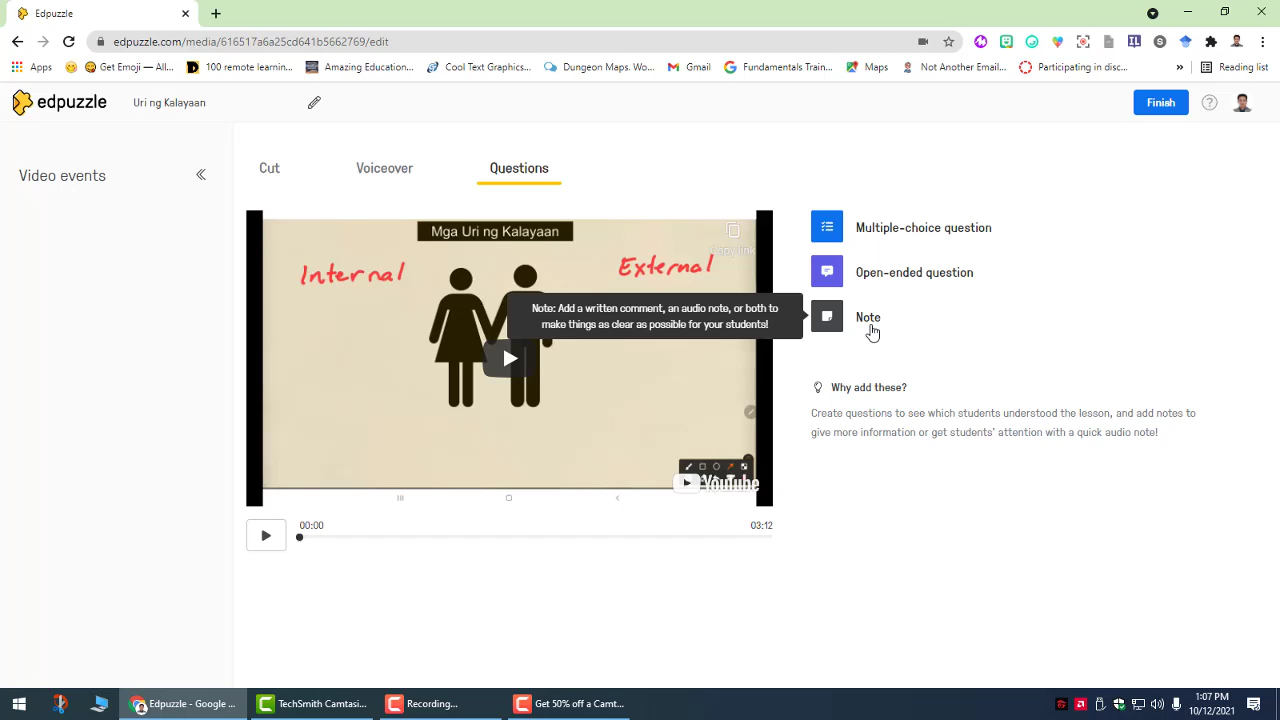 Edpuzzle
edpuzzle.com/media/616517a6a25cd641b5662769/edit
Apps
Get Emoji — All...
100 remote learnin...
Amazing Education...
Cool Text Graphics...
Dungeon Maps. Wo...
Gmail
Fundamentals Train...
Maps
Not Another Email...
Participating in disc...
»
Reading list
edpuzzle
Uri ng Kalayaan
Finish
Video events
Cut
Voiceover
Questions
Mga Uri ng Kalayaan
Copy link
Internal
External
Multiple-choice question
Open-ended question
Note: Add a written comment, an audio note, or both to
make things as clear as possible for your students!
Note
Why add these?
Create questions to see which students understood the lesson, and add notes to
give more information or get students' attention with a quick audio note!
YouTube
00:00
03:12
Edpuzzle - Google ...
TechSmith Camtasi...
Recording...
Get 50% off a Camt...
1:07 PM
10/12/2021